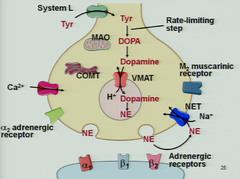 System L
Tyr
Tyr
Rate-limiting
step
MAO
DOPA
Dopamine
COMT
VMAT
M₂ muscarinic
receptor
Ca²⁺
H⁺
Dopamine
NE
NET
Na⁺
α₂ adrenergic
receptor
NE
NE
NE
α₁
β₁
β₂
Adrenergic
receptors
26